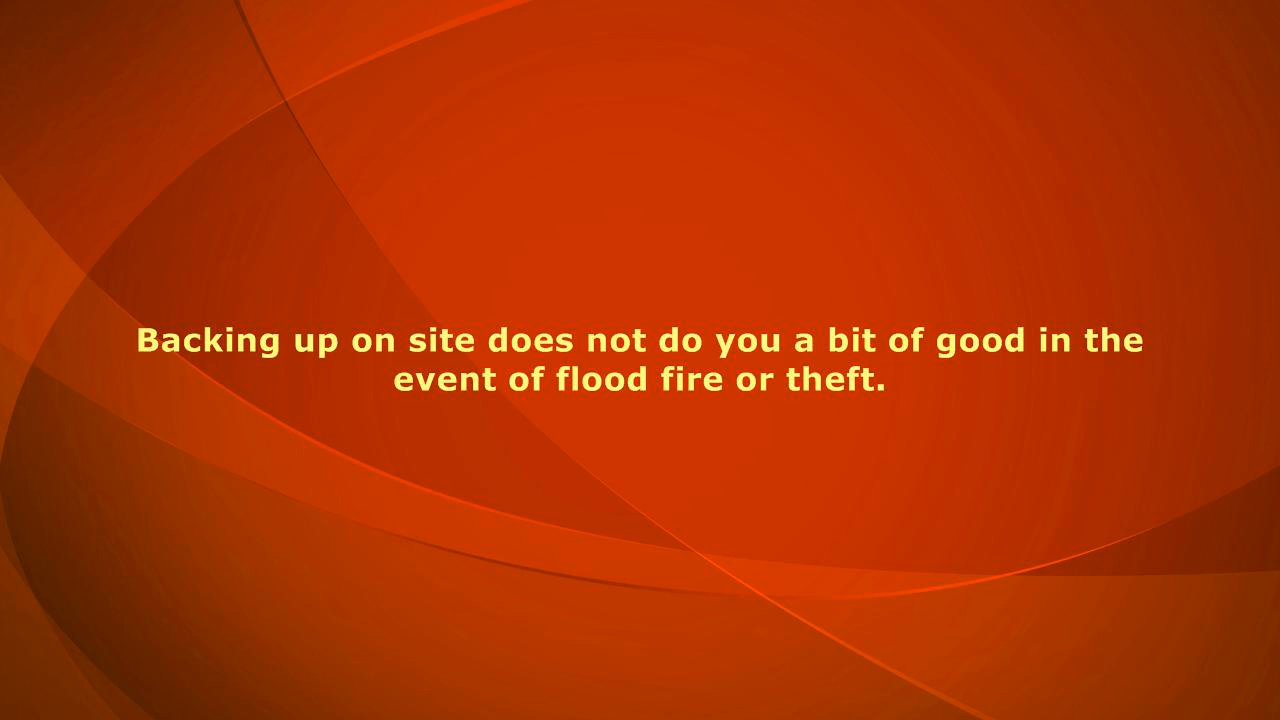 Backing up on site does not do you a bit of good in the
event of flood fire or theft.